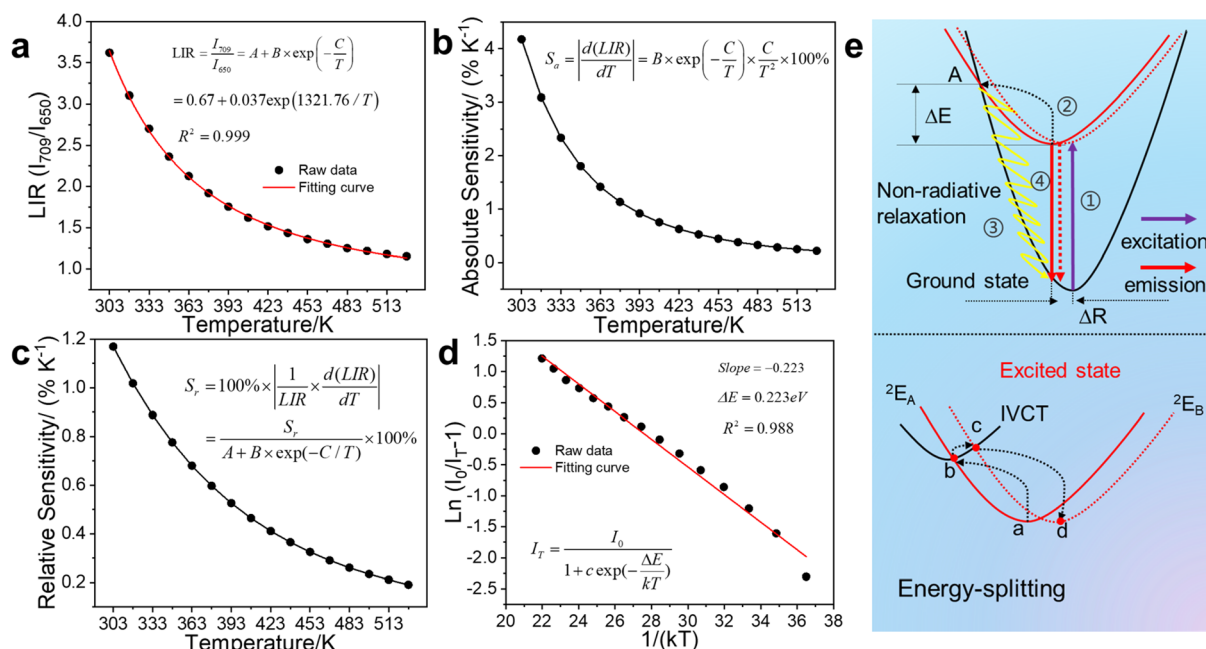 a
LIR (I709/I650)
4.0
3.5
3.0
2.5
2.0
1.5
1.0
LIR = I709/I650 = A + B × exp(−C/T)
= 0.67 + 0.037exp(1321.76 / T)
R² = 0.999
Raw data
Fitting curve
303 333 363 393 423 453 483 513
Temperature/K
b
Absolute Sensitivity/ (% K⁻¹)
4
3
2
1
0
Sa = |d(LIR)/dT| = B × exp(−C/T) × C/T² × 100%
303 333 363 393 423 453 483 513
Temperature/K
c
Relative Sensitivity/ (% K⁻¹)
1.2
1.0
0.8
0.6
0.4
0.2
Sr = 100% × |1/LIR × d(LIR)/dT|
= Sr/(A + B × exp(−C / T)) × 100%
303 333 363 393 423 453 483 513
Temperature/K
d
Ln (I0/IT-1)
1.5
1.0
0.5
0.0
-0.5
-1.0
-1.5
-2.0
-2.5
Slope = −0.223
ΔE = 0.223eV
R² = 0.988
Raw data
Fitting curve
IT = I0/(1 + c exp(−ΔE/kT))
20 22 24 26 28 30 32 34 36 38
1/(kT)
e
A
②
ΔE
④
①
Non-radiative
relaxation
③
excitation
Ground state
emission
ΔR
Excited state
²EA
IVCT
²EB
c
b
a
d
Energy-splitting